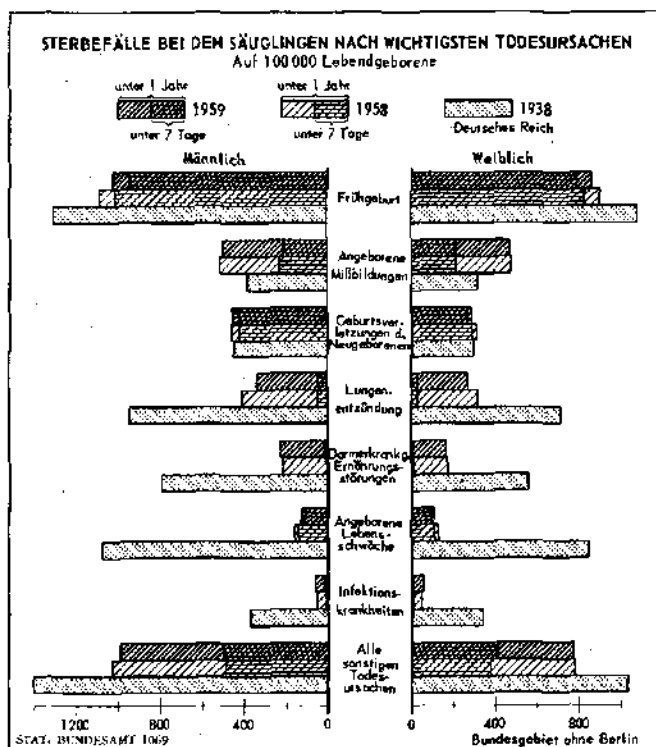 STERBEFÄLLE BEI DEN SÄUGLINGEN NACH WICHTIGSTEN TODESURSACHEN
Auf 100 000 Lebendgeborene
unter 1 Jahr
unter 1 Jahr
1959
1958
1938
Deutsches Reich
unter 7 Tage
unter 7 Tage
Männlich
Weiblich
Frühgeburt
Angeborene
Mißbildungen
Geburtsver-
letzungen d.
Neugeborenen
Lungen-
entzündung
Darmerkrankg.
Ernährungs-
störungen
Angeborene
Lebens-
schwäche
Infektions-
krankheiten
Alle
sonstigen
Todes-
ursachen
1200 800 400 0
0 400 800
STAT. BUNDESAMT 1069
Bundesgebiet ohne Berlin